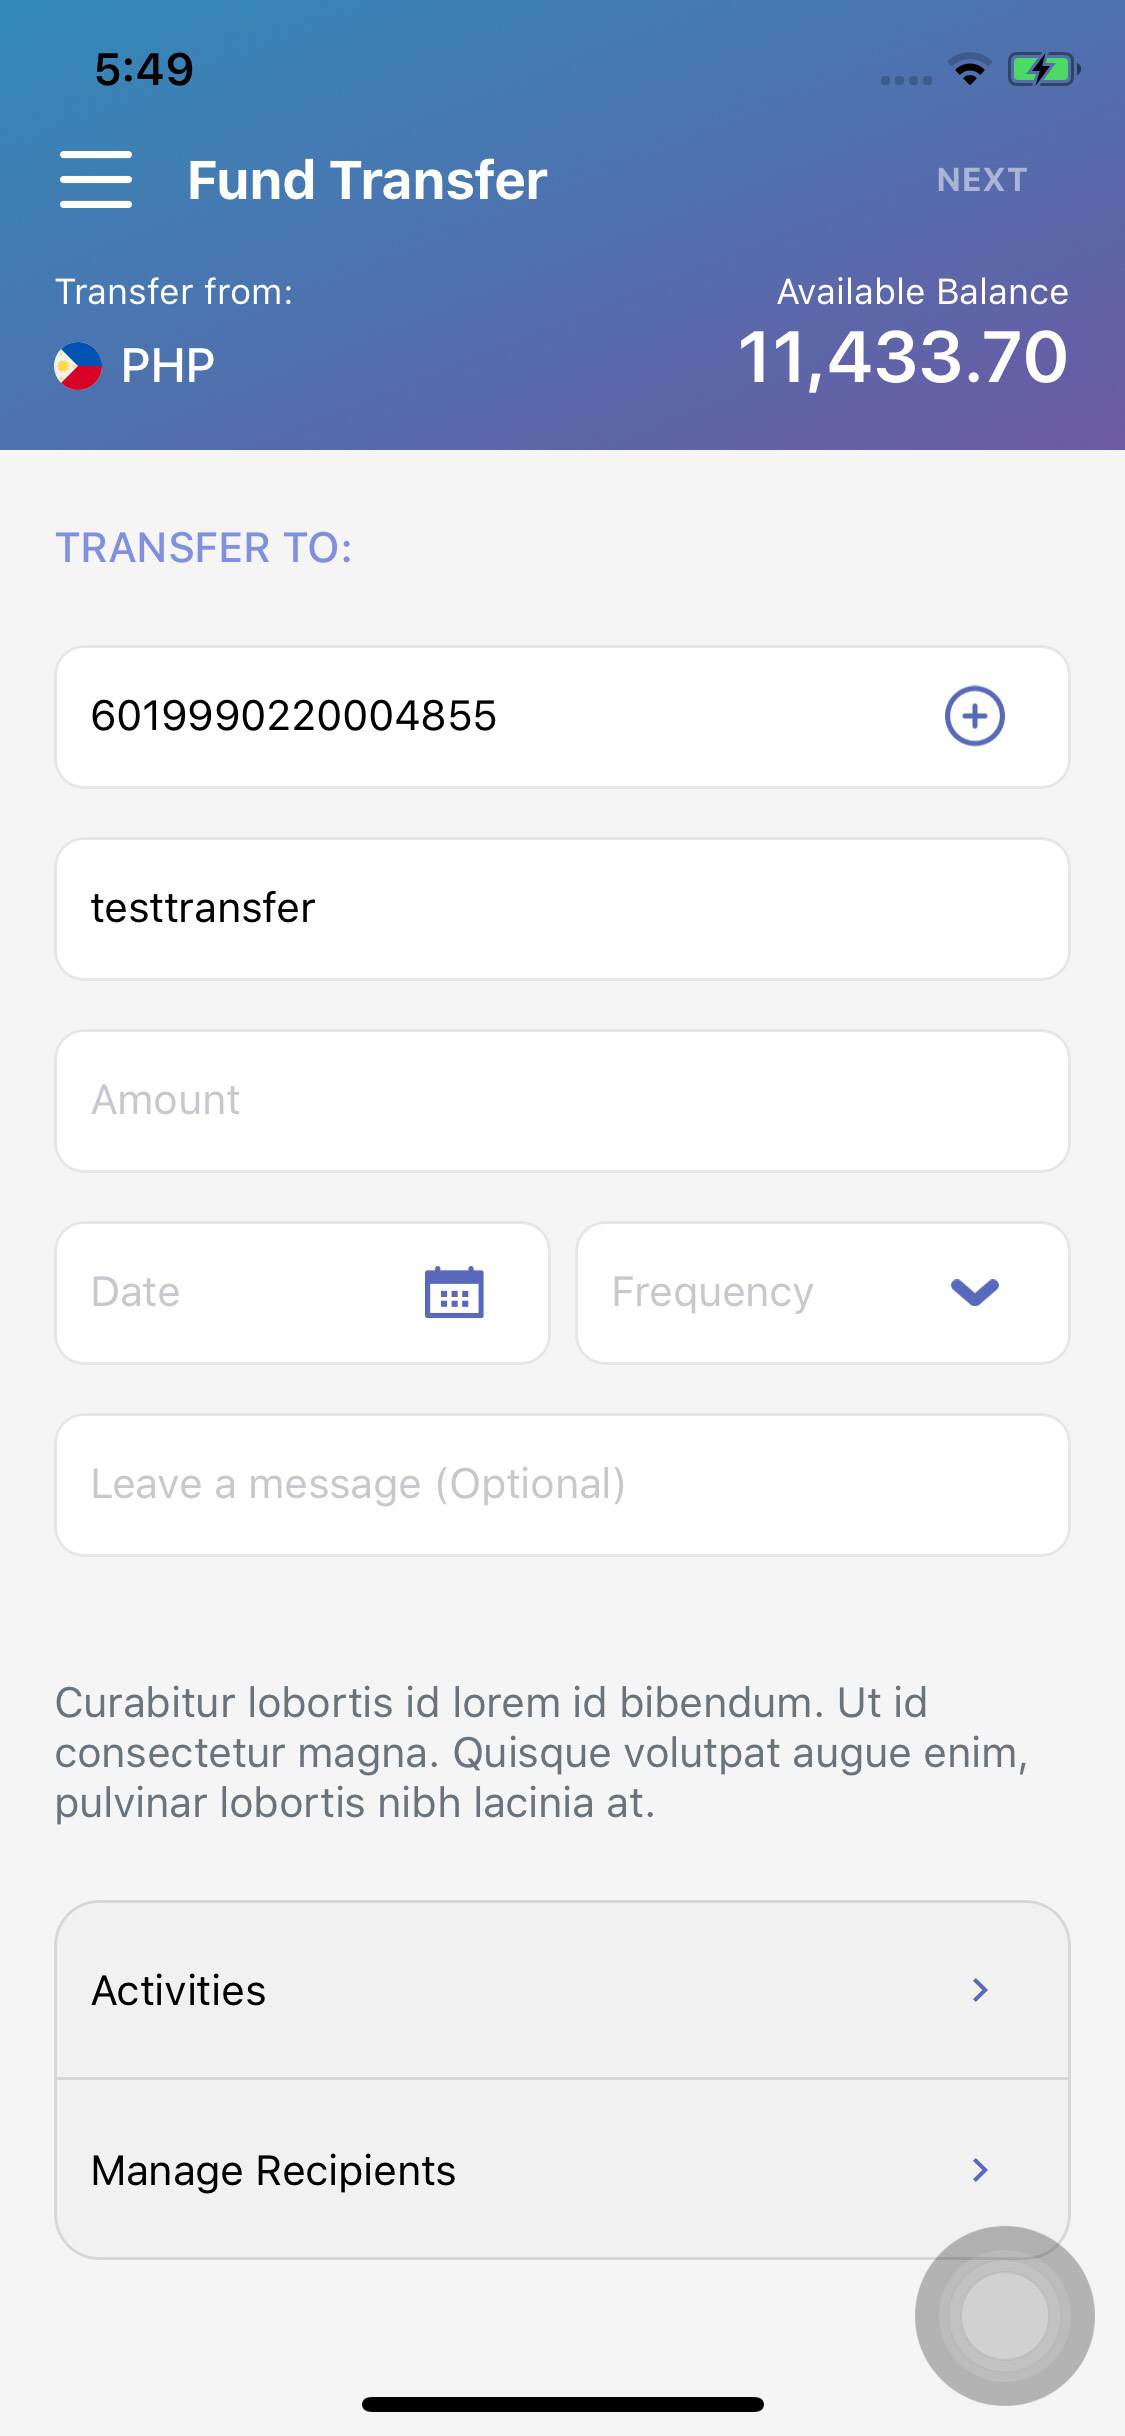 5:49
Fund Transfer
NEXT
Transfer from:
Available Balance
PHP
11,433.70
TRANSFER TO:
6019990220004855
testtransfer
Amount
Date
Frequency
Leave a message (Optional)
Curabitur lobortis id lorem id bibendum. Ut id
consectetur magna. Quisque volutpat augue enim,
pulvinar lobortis nibh lacinia at.
Activities
Manage Recipients